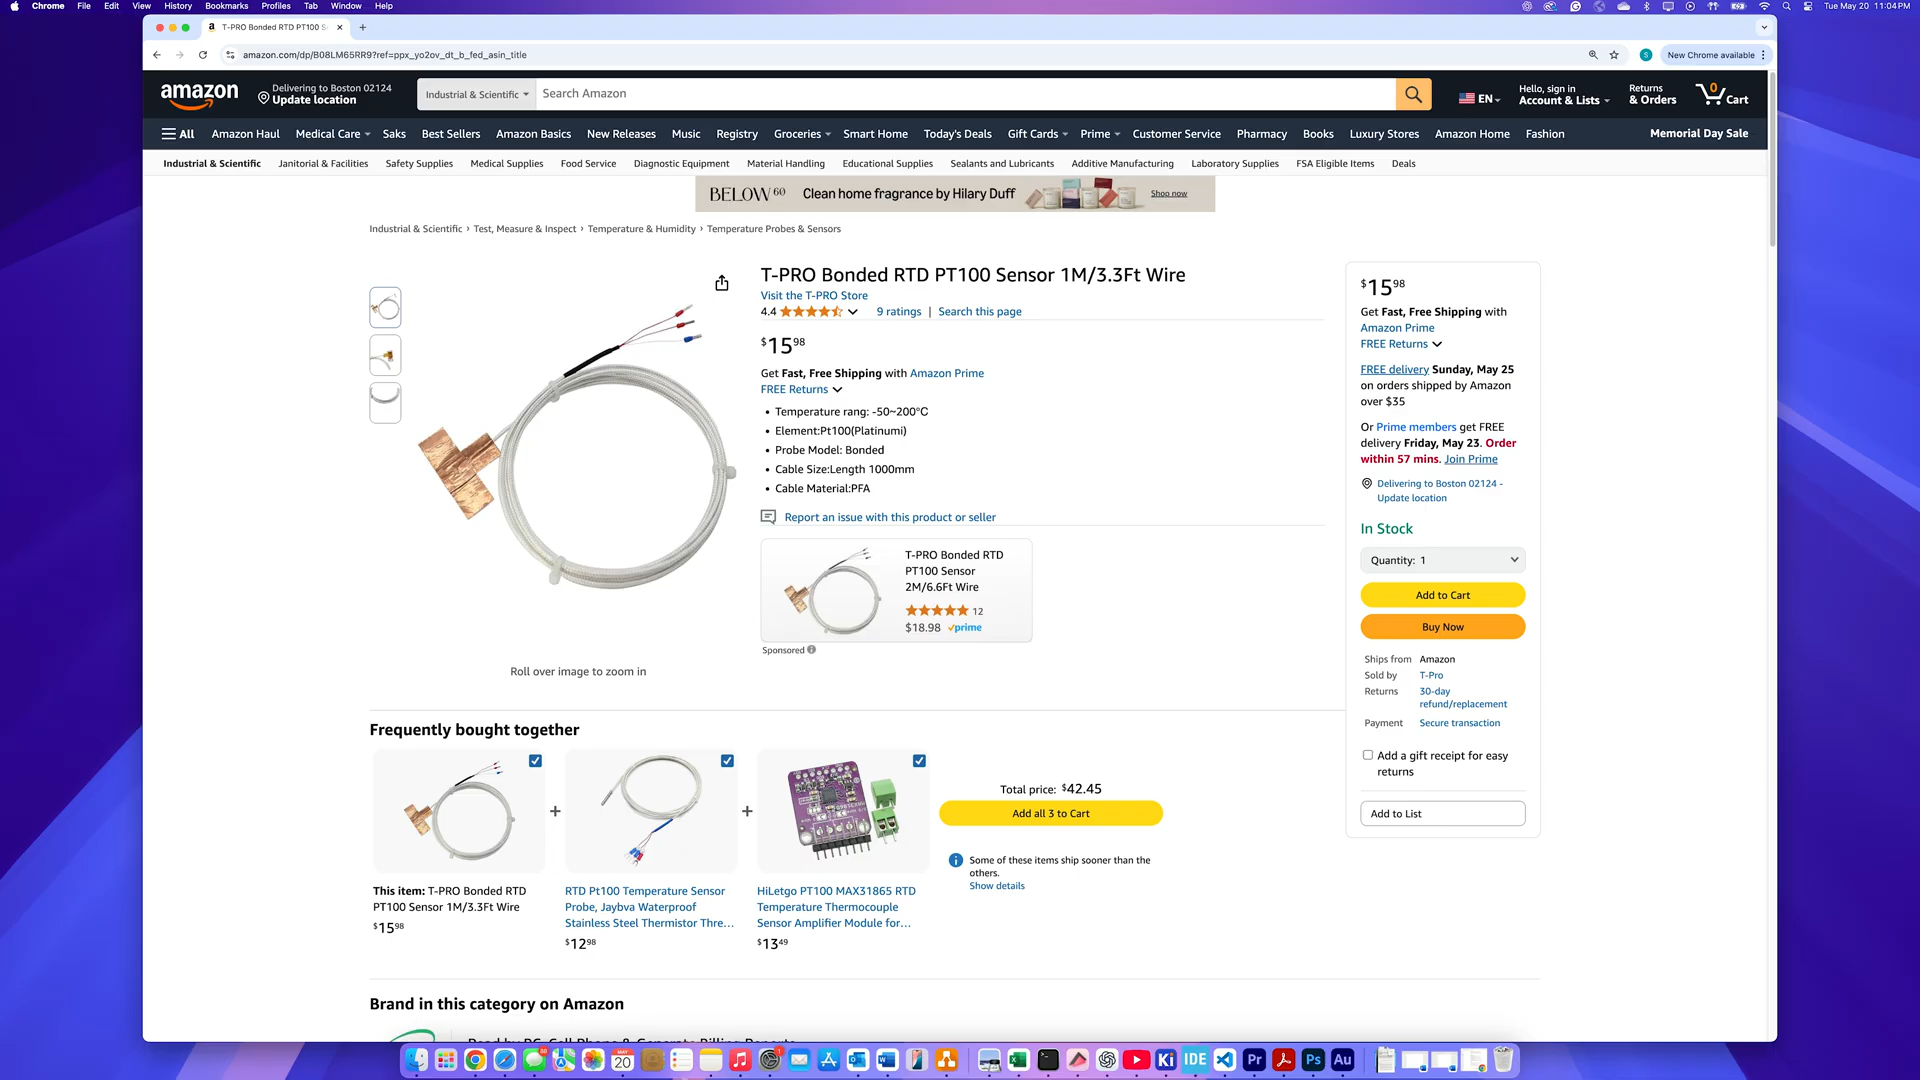 Chrome File Edit View History Bookmarks Profiles Tab Window Help
Tue May 20 11:04 PM
T-PRO Bonded RTD PT100 S
amazon.com/dp/B08LM65RR9?ref=ppx_yo2ov_dt_b_fed_asin_title
S
New Chrome available
amazon
Delivering to Boston 02124
Update location
Industrial & Scientific
Search Amazon
EN
Hello, sign in
Account & Lists
Returns
& Orders
0
Cart
All Amazon Haul Medical Care Saks Best Sellers Amazon Basics New Releases Music Registry Groceries Smart Home Today's Deals Gift Cards Prime Customer Service Pharmacy Books Luxury Stores Amazon Home Fashion Memorial Day Sale
Industrial & Scientific Janitorial & Facilities Safety Supplies Medical Supplies Food Service Diagnostic Equipment Material Handling Educational Supplies Sealants and Lubricants Additive Manufacturing Laboratory Supplies FSA Eligible Items Deals
BELOW 60 Clean home fragrance by Hilary Duff Shop now
Industrial & Scientific › Test, Measure & Inspect › Temperature & Humidity › Temperature Probes & Sensors
T-PRO Bonded RTD PT100 Sensor 1M/3.3Ft Wire
Visit the T-PRO Store
4.4 9 ratings | Search this page
$15 98
Get Fast, Free Shipping with Amazon Prime
FREE Returns
• Temperature rang: -50~200℃
• Element:Pt100(Platinumi)
• Probe Model: Bonded
• Cable Size:Length 1000mm
• Cable Material:PFA
Report an issue with this product or seller
T-PRO Bonded RTD
PT100 Sensor
2M/6.6Ft Wire
12
$18.98 prime
Sponsored
Roll over image to zoom in
$15 98
Get Fast, Free Shipping with
Amazon Prime
FREE Returns
FREE delivery Sunday, May 25
on orders shipped by Amazon
over $35
Or Prime members get FREE
delivery Friday, May 23. Order
within 57 mins. Join Prime
Delivering to Boston 02124 -
Update location
In Stock
Quantity: 1
Add to Cart
Buy Now
Ships from Amazon
Sold by T-Pro
Returns 30-day
refund/replacement
Payment Secure transaction
Add a gift receipt for easy
returns
Add to List
Frequently bought together
+
+
This item: T-PRO Bonded RTD
PT100 Sensor 1M/3.3Ft Wire
$15 98
RTD Pt100 Temperature Sensor
Probe, Jaybva Waterproof
Stainless Steel Thermistor Thre…
$12 98
HiLetgo PT100 MAX31865 RTD
Temperature Thermocouple
Sensor Amplifier Module for…
$13 49
Total price: $42.45
Add all 3 to Cart
Some of these items ship sooner than the
others.
Show details
Brand in this category on Amazon
Read by PC, Cell Phone & Generate Billing Reports
MAY
20
Ki IDE Pr Ps Au